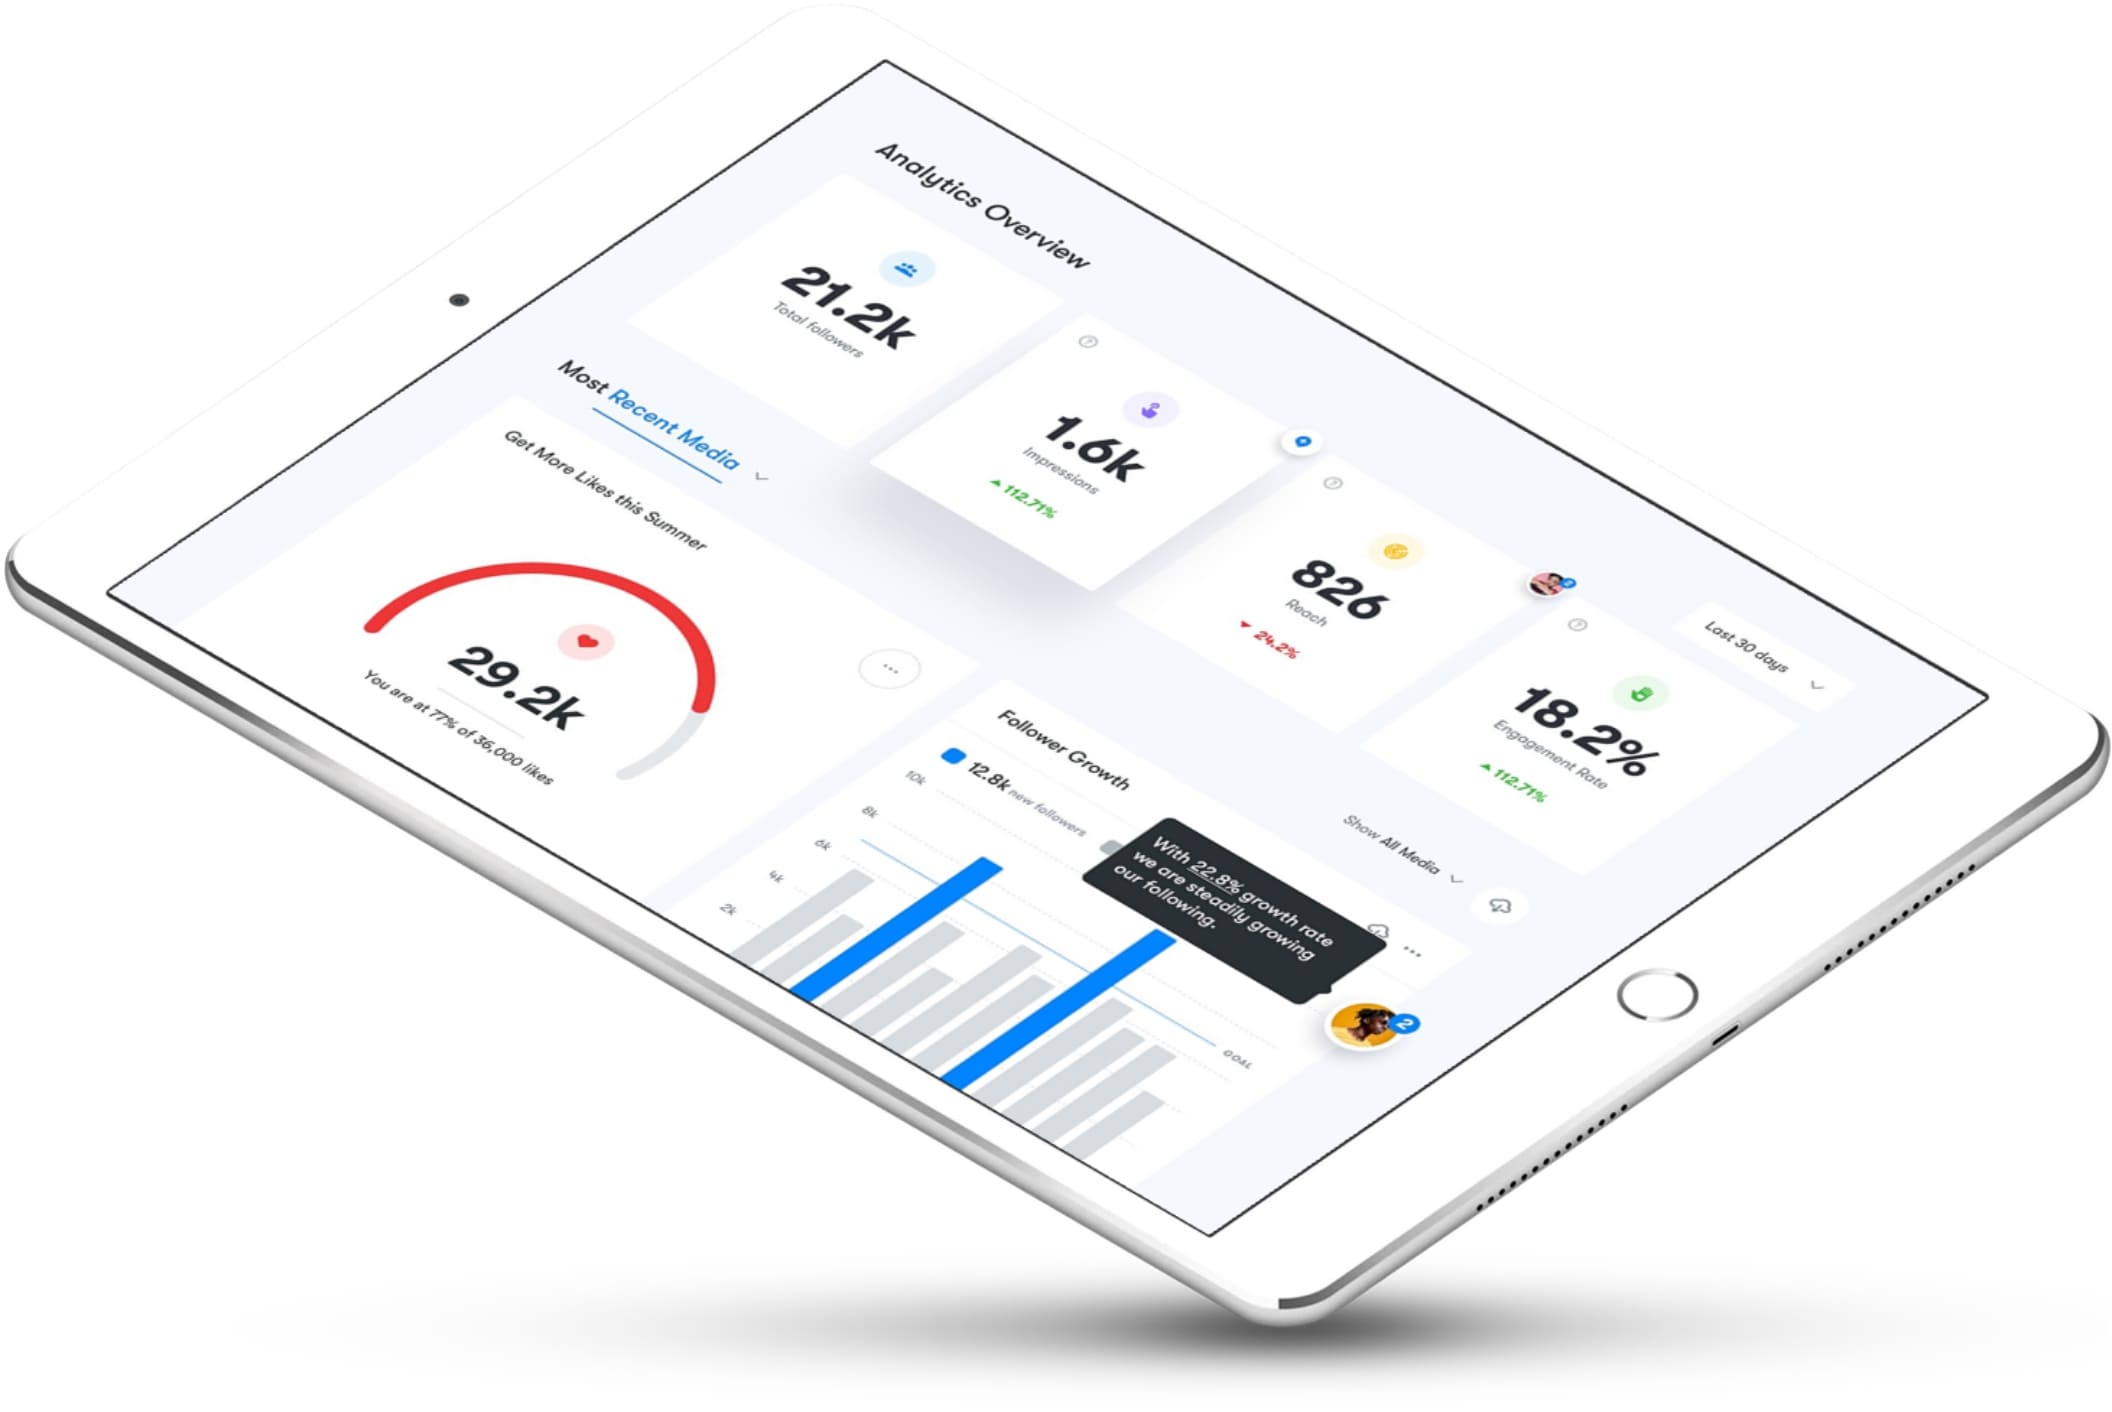 Analytics Overview
21.2k
Total followers
1.6k
Impressions
112.71%
826
Reach
24.2%
2
Last 30 days
18.2%
Engagement Rate
112.71%
Most Recent Media
Show All Media
Get More Likes this Summer
29.2k
You are at 77% of 36,000 likes
Follower Growth
12.8k new followers
10k
8k
6k
4k
2k
GOAL
With 22.8% growth rate
we are steadily growing
our following.
2